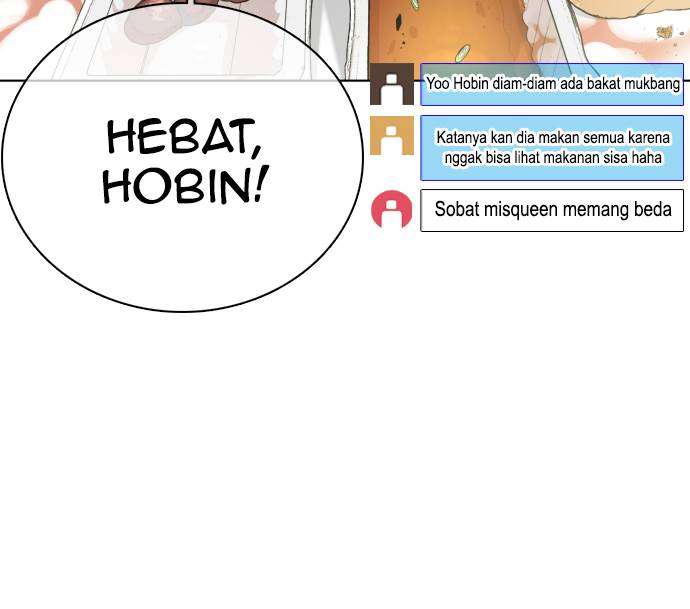 HEBAT,
HOBIN!
Yoo Hobin diam-diam ada bakat mukbang
Katanya kan dia makan semua karena
nggak bisa lihat makanan sisa haha
Sobat misqueen memang beda